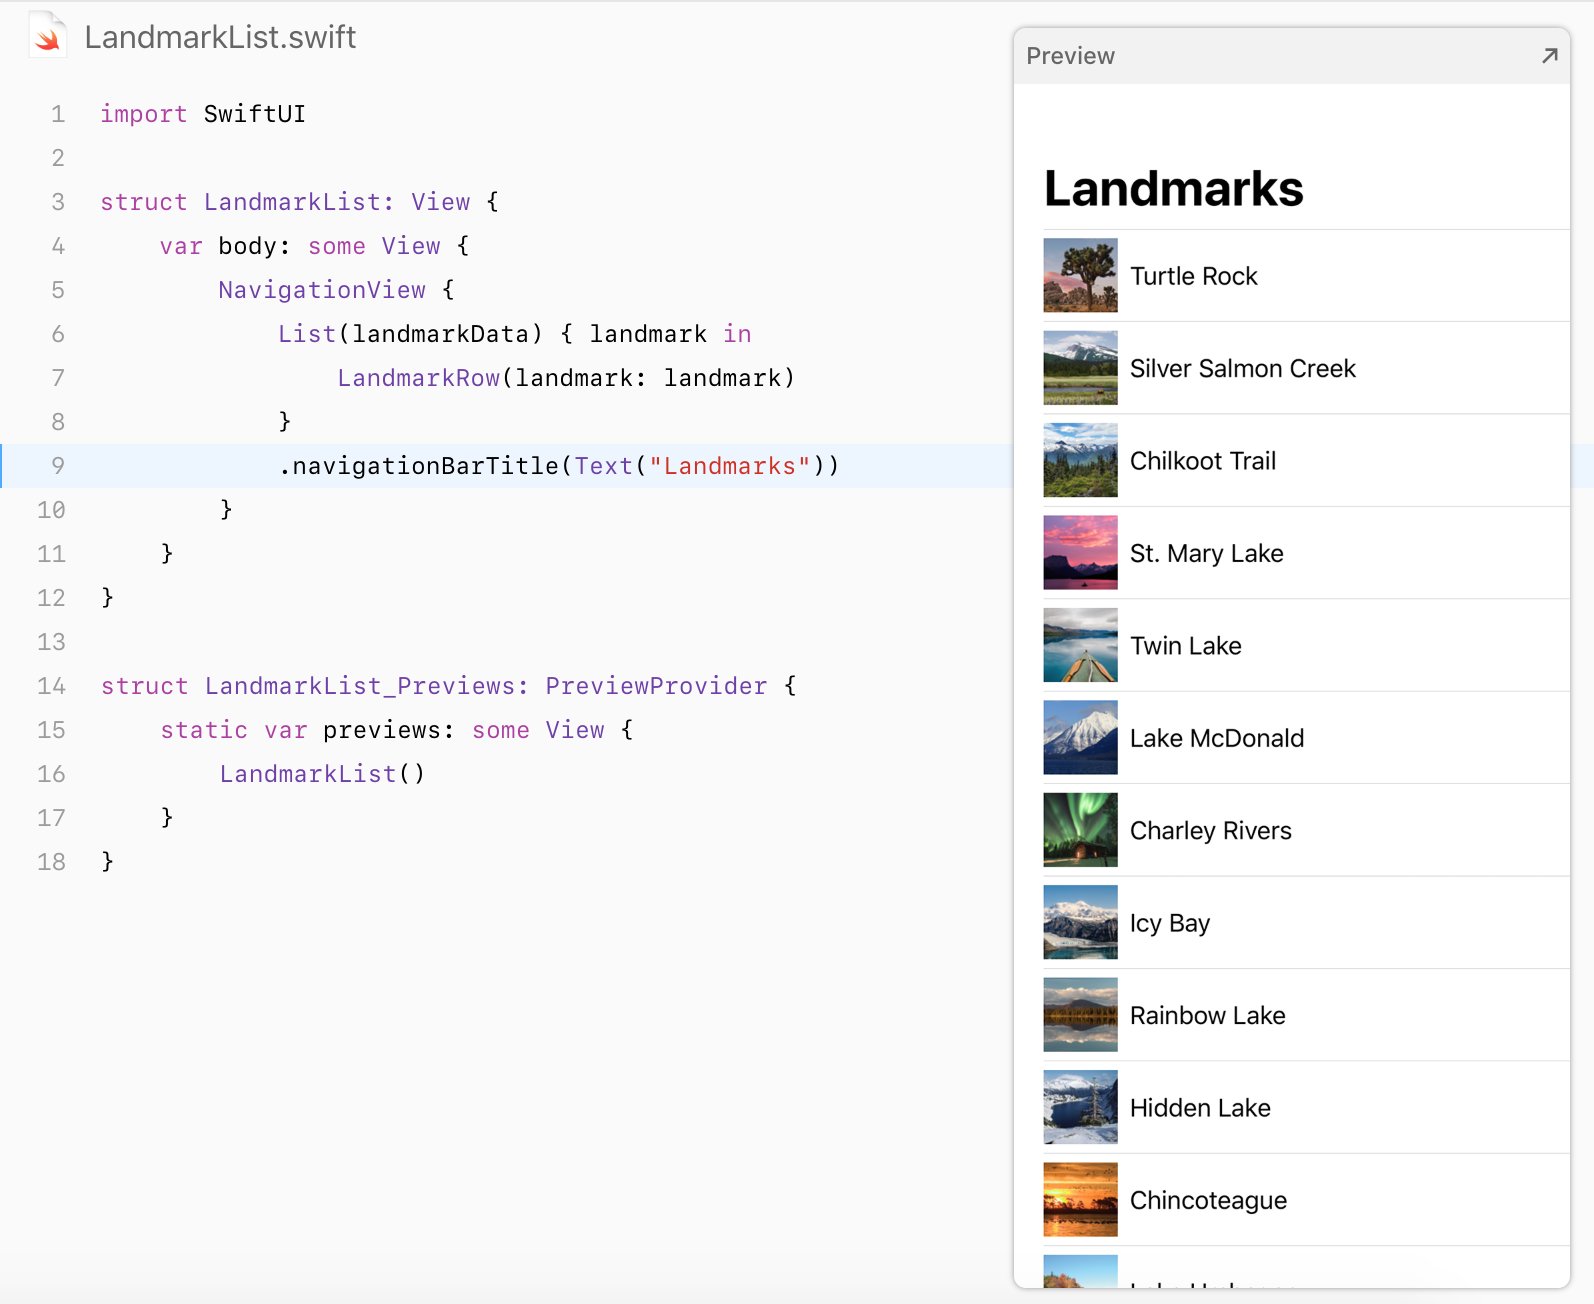 LandmarkList.swift
1 import SwiftUI
2
3 struct LandmarkList: View {
4 var body: some View {
5 NavigationView {
6 List(landmarkData) { landmark in
7 LandmarkRow(landmark: landmark)
8 }
9 .navigationBarTitle(Text("Landmarks"))
10 }
11 }
12 }
13
14 struct LandmarkList_Previews: PreviewProvider {
15 static var previews: some View {
16 LandmarkList()
17 }
18 }
Preview
Landmarks
Turtle Rock
Silver Salmon Creek
Chilkoot Trail
St. Mary Lake
Twin Lake
Lake McDonald
Charley Rivers
Icy Bay
Rainbow Lake
Hidden Lake
Chincoteague